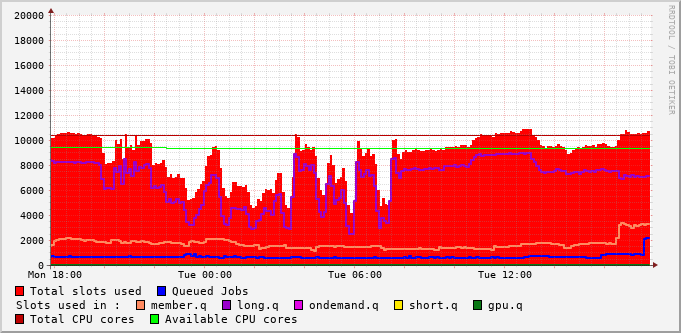 20000
18000
16000
14000
12000
10000
8000
6000
4000
2000
0
Mon 18:00 Tue 00:00 Tue 06:00 Tue 12:00
RRDTOOL / TOBI OETIKER
Total slots used Queued Jobs
Slots used in : member.q long.q ondemand.q short.q gpu.q
Total CPU cores Available CPU cores